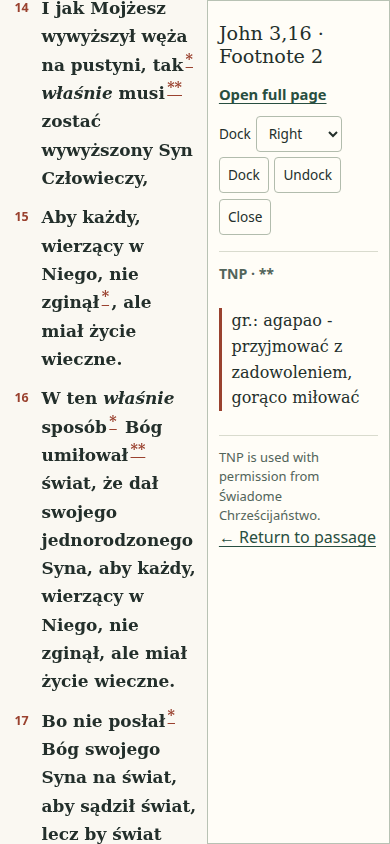 14 I jak Mojżesz
wywyższył węża
na pustyni, tak*
właśnie musi**
zostać
wywyższony Syn
Człowieczy,
15 Aby każdy,
wierzący w
Niego, nie
zginął*, ale
miał życie
wieczne.
16 W ten właśnie
sposób* Bóg
umiłował**
świat, że dał
swojego
jednorodzonego
Syna, aby każdy,
wierzący w
Niego, nie
zginął, ale miał
życie wieczne.
17 Bo nie posłał*
Bóg swojego
Syna na świat,
aby sądził świat,
lecz by świat
John 3,16 ·
Footnote 2
Open full page
Dock Right
Dock Undock
Close
TNP · **
gr.: agapao -
przyjmować z
zadowoleniem,
gorąco miłować
TNP is used with
permission from
Świadome
Chrześcijaństwo.
← Return to passage